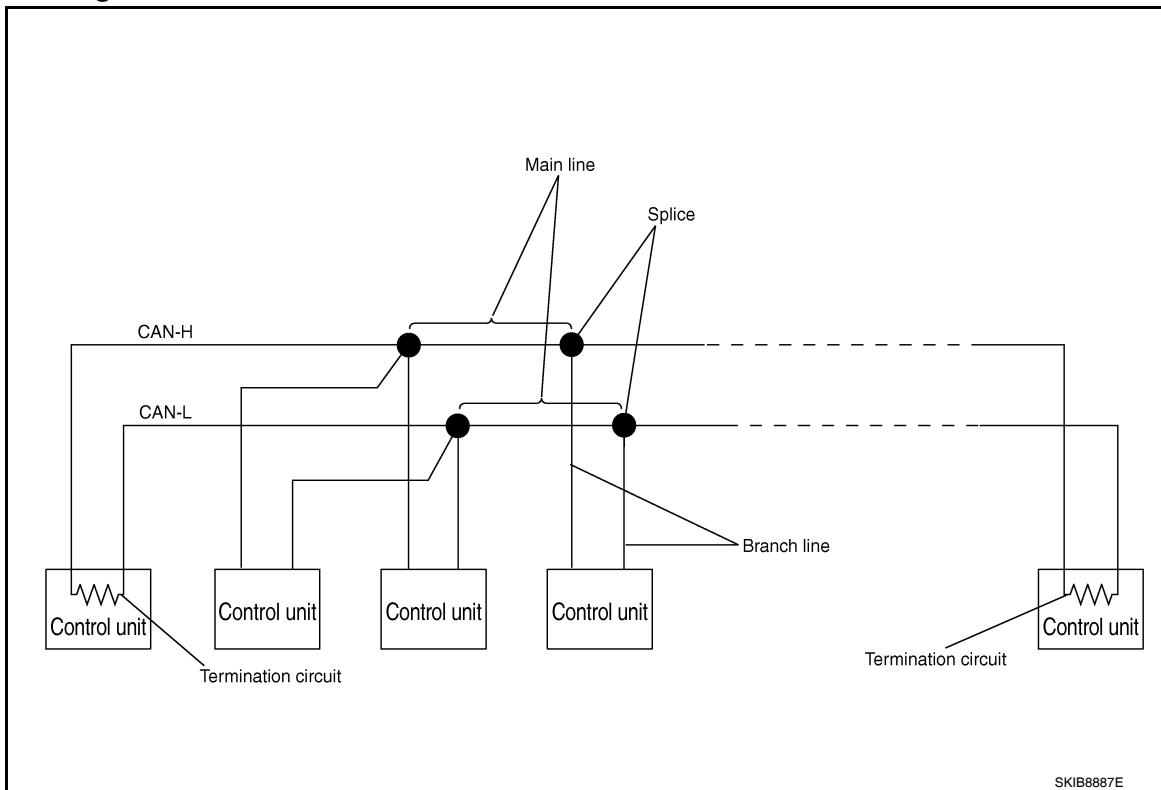 Main line
Splice
CAN-H
CAN-L
Branch line
Control unit
Control unit
Control unit
Control unit
Control unit
Termination circuit
Termination circuit
SKIB8887E